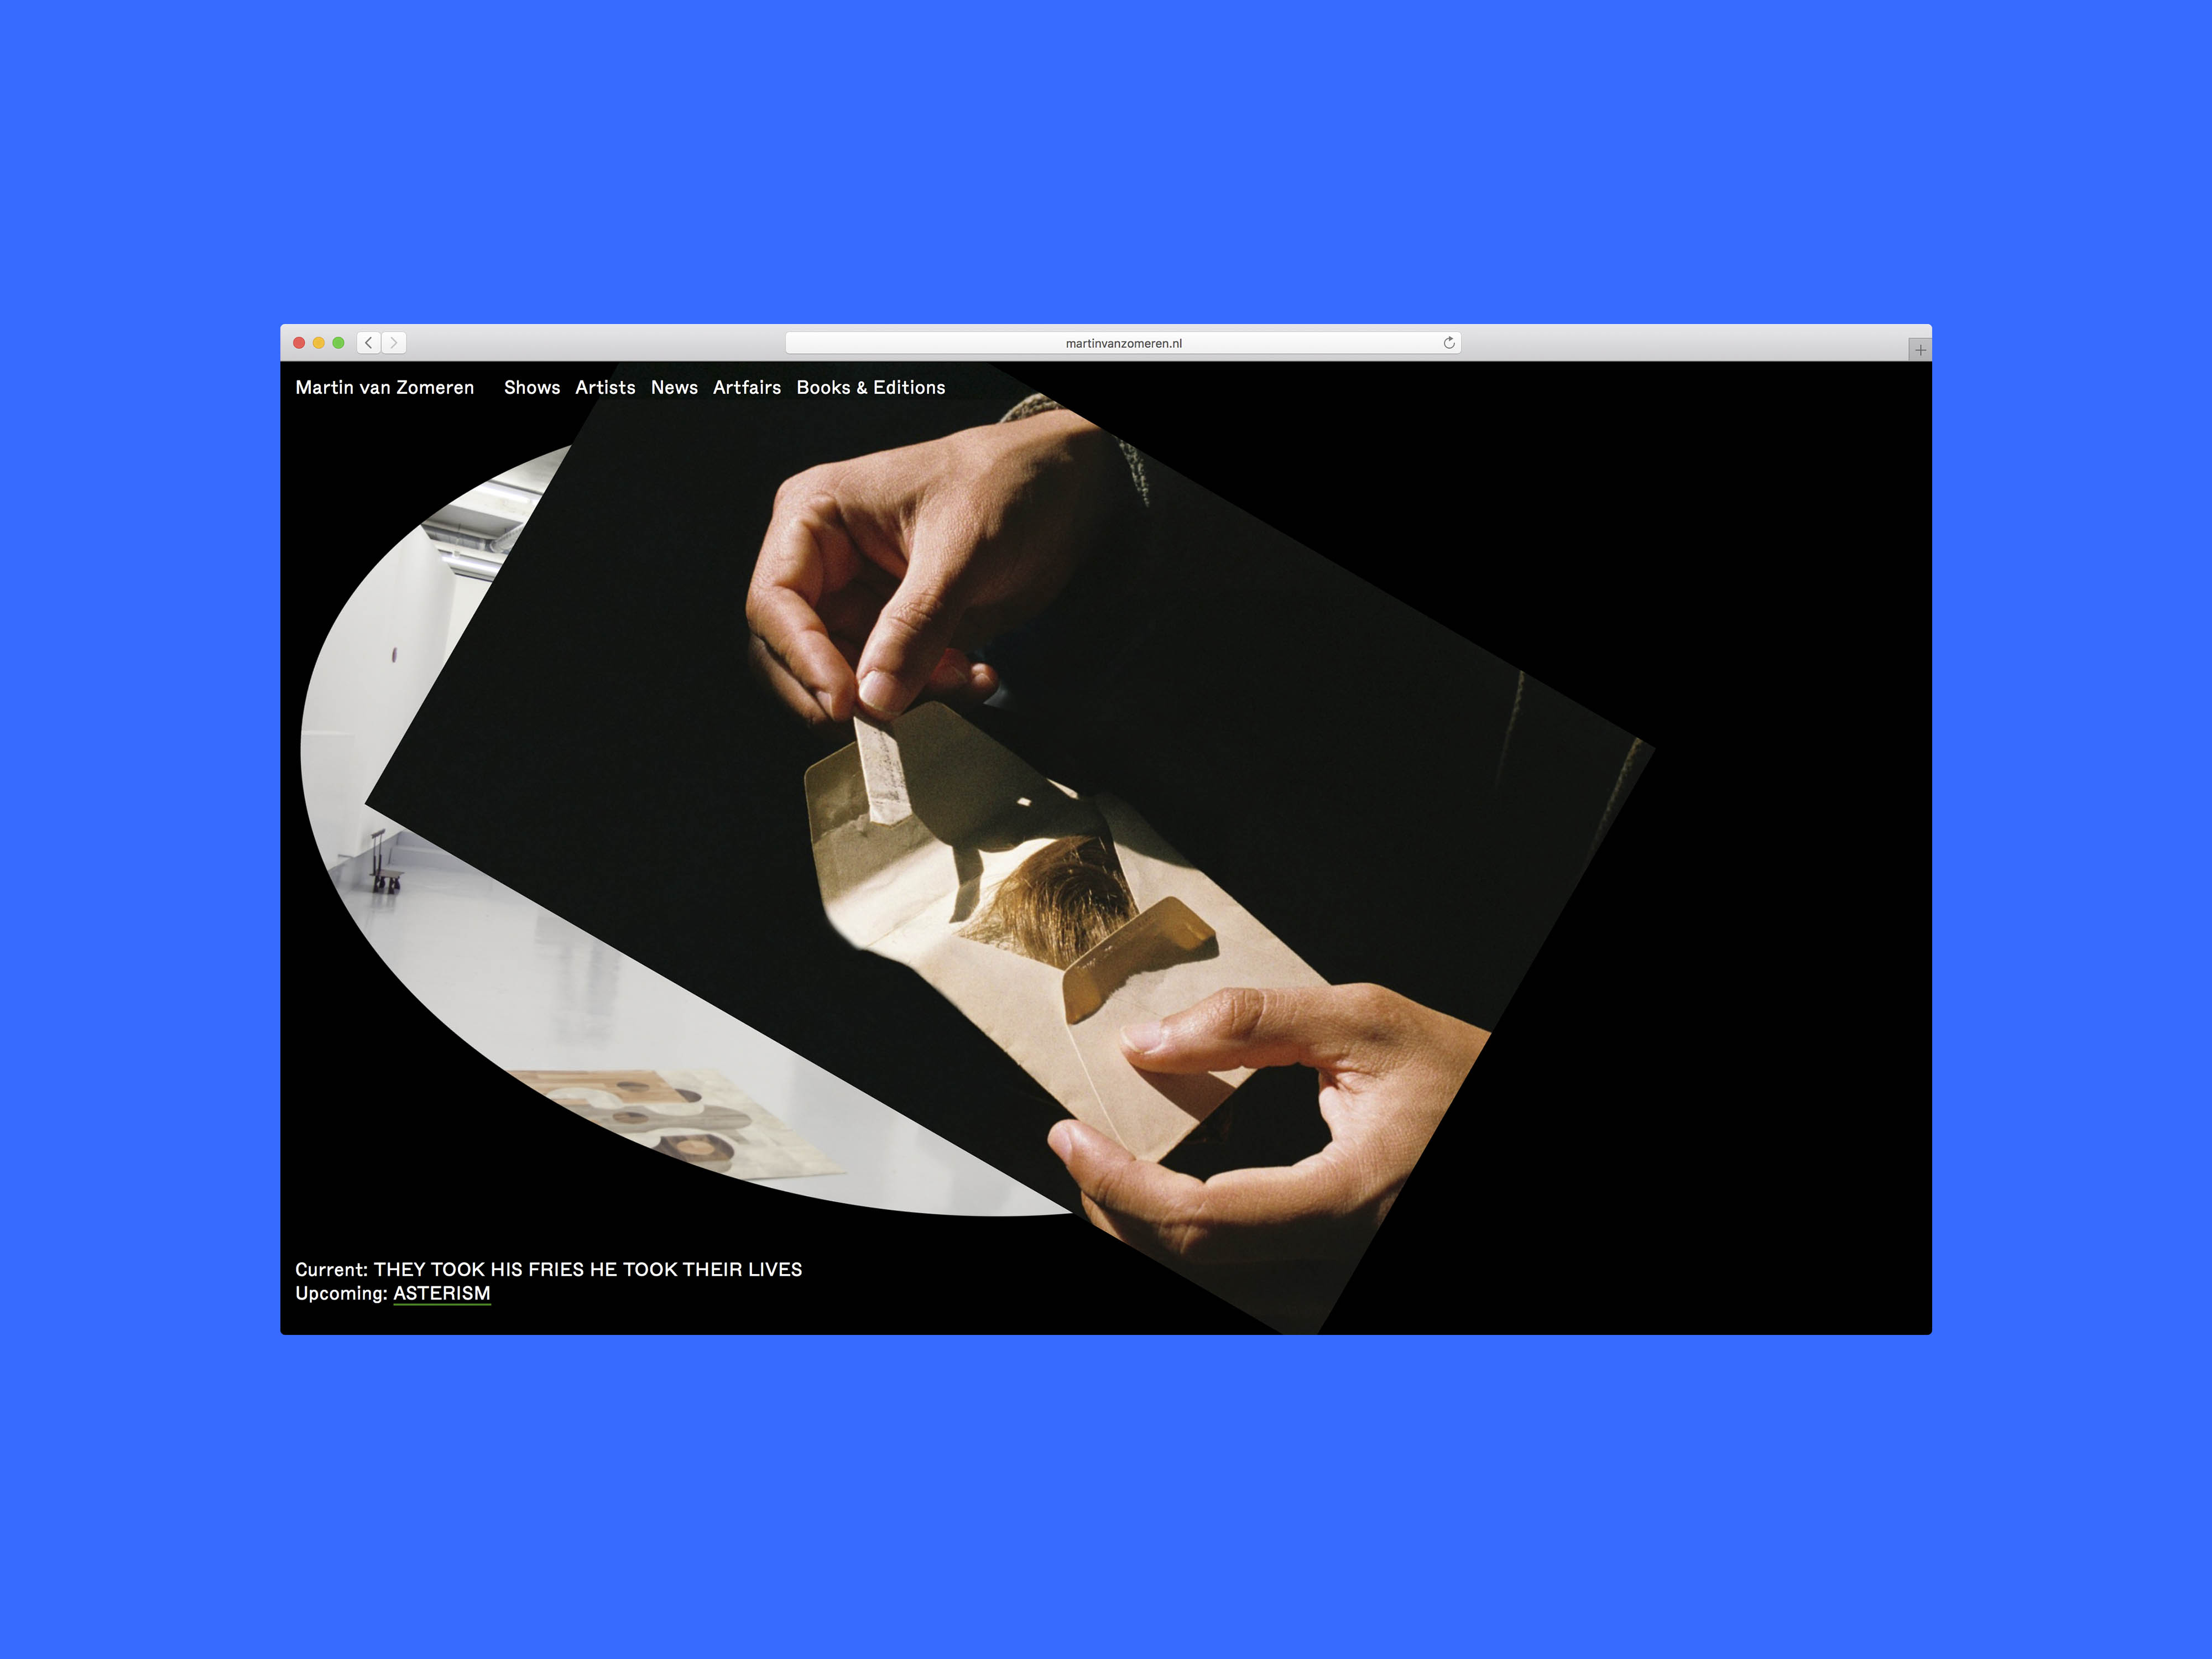 martinvanzomeren.nl
Martin van Zomeren Shows Artists News Artfairs Books & Editions
Current: THEY TOOK HIS FRIES HE TOOK THEIR LIVES
Upcoming: ASTERISM